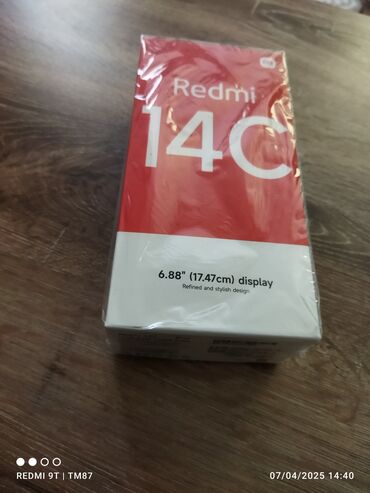 Redmi
14C
6.88" (17.47cm) display
Refined and stylish design
REDMI 9T | TM87
07/04/2025 14:40